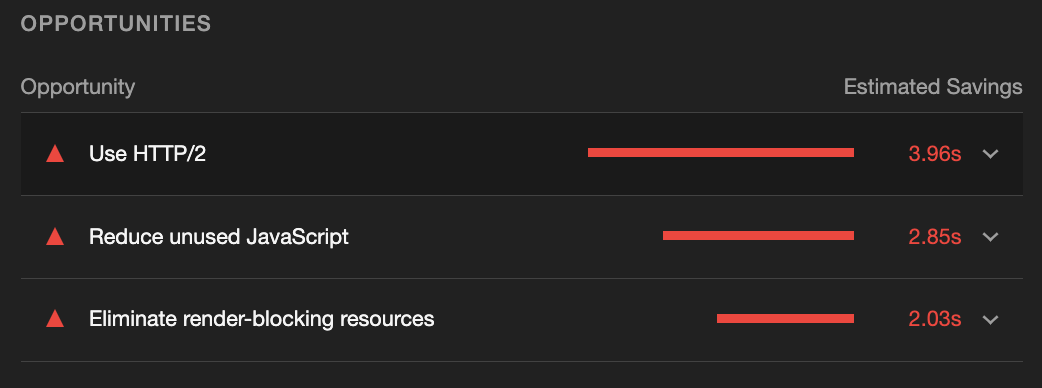 OPPORTUNITIES
Opportunity Estimated Savings
Use HTTP/2 3.96s
Reduce unused JavaScript 2.85s
Eliminate render-blocking resources 2.03s